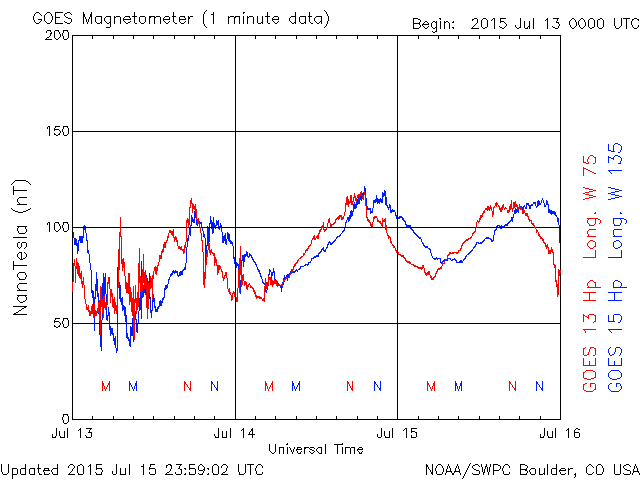 GOES Magnetometer (1 minute data)
Begin: 2015 Jul 13 0000 UTC
200
150
100
50
0
NanoTesla (nT)
M M N N M M N N M M N N
Jul 13 Jul 14 Jul 15 Jul 16
Universal Time
GOES 13 Hp Long. W 75
GOES 15 Hp Long. W 135
Updated 2015 Jul 15 23:59:02 UTC
NOAA/SWPC Boulder, CO USA